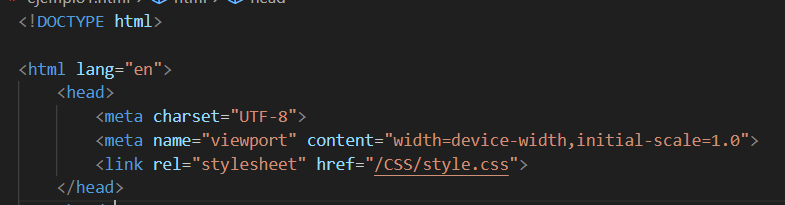 ejemplo1.html > html > head
<!DOCTYPE html>
<html lang="en">
<head>
<meta charset="UTF-8">
<meta name="viewport" content="width=device-width,initial-scale=1.0">
<link rel="stylesheet" href="/CSS/style.css">
</head>